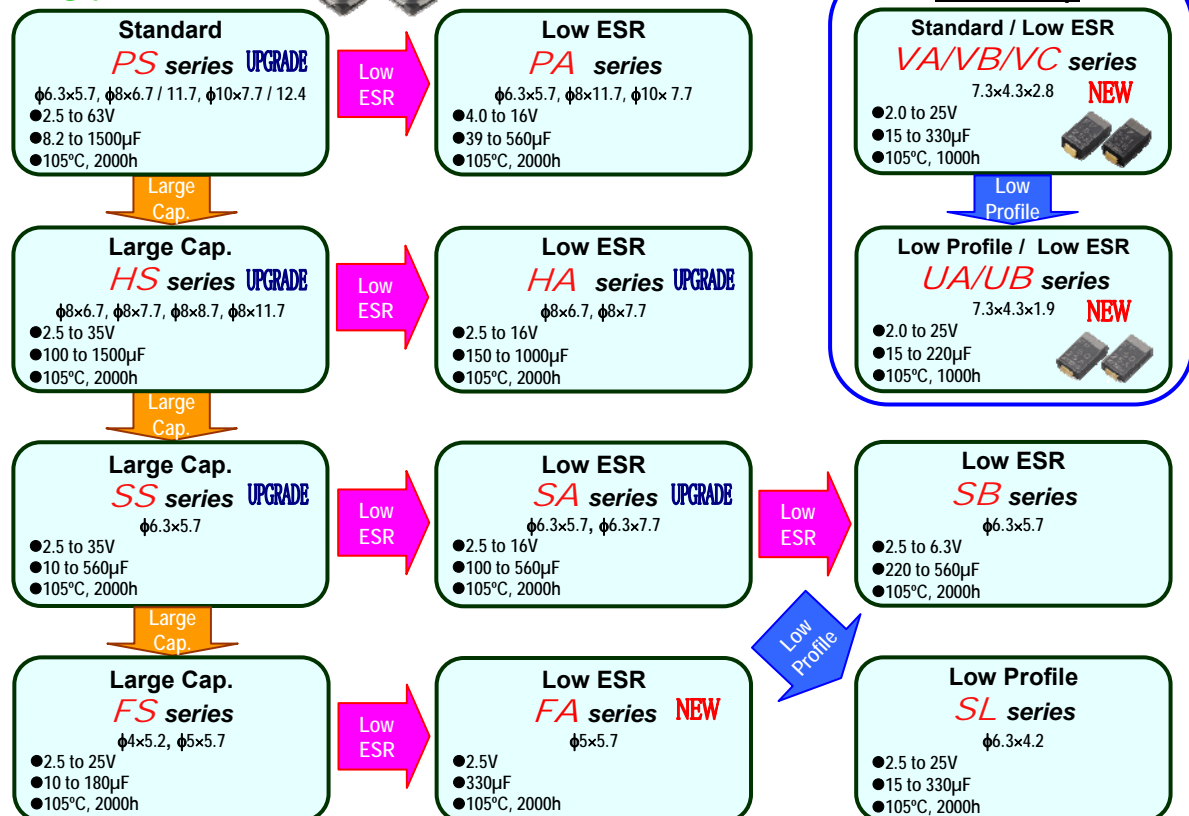 Standard
PS series UPGRADE
ϕ6.3×5.7, ϕ8×6.7 / 11.7, ϕ10×7.7 / 12.4
●2.5 to 63V
●8.2 to 1500µF
●105ºC, 2000h
Low
ESR
Low ESR
PA series
ϕ6.3×5.7, ϕ8×11.7, ϕ10× 7.7
●4.0 to 16V
●39 to 560µF
●105ºC, 2000h
Standard / Low ESR
VA/VB/VC series
7.3×4.3×2.8 NEW
●2.0 to 25V
●15 to 330µF
●105ºC, 1000h
Large
Cap.
Low
Profile
Large Cap.
HS series UPGRADE
ϕ8×6.7, ϕ8×7.7, ϕ8×8.7, ϕ8×11.7
●2.5 to 35V
●100 to 1500µF
●105ºC, 2000h
Low
ESR
Low ESR
HA series UPGRADE
ϕ8×6.7, ϕ8×7.7
●2.5 to 16V
●150 to 1000µF
●105ºC, 2000h
Low Profile / Low ESR
UA/UB series
7.3×4.3×1.9 NEW
●2.0 to 25V
●15 to 220µF
●105ºC, 1000h
Large
Cap.
Large Cap.
SS series UPGRADE
ϕ6.3×5.7
●2.5 to 35V
●10 to 560µF
●105ºC, 2000h
Low
ESR
Low ESR
SA series UPGRADE
ϕ6.3×5.7, ϕ6.3×7.7
●2.5 to 16V
●100 to 560µF
●105ºC, 2000h
Low
ESR
Low ESR
SB series
ϕ6.3×5.7
●2.5 to 6.3V
●220 to 560µF
●105ºC, 2000h
Large
Cap.
Low
Profile
Large Cap.
FS series
ϕ4×5.2, ϕ5×5.7
●2.5 to 25V
●10 to 180µF
●105ºC, 2000h
Low
ESR
Low ESR
FA series NEW
ϕ5×5.7
●2.5V
●330µF
●105ºC, 2000h
Low Profile
SL series
ϕ6.3×4.2
●2.5 to 25V
●15 to 330µF
●105ºC, 2000h